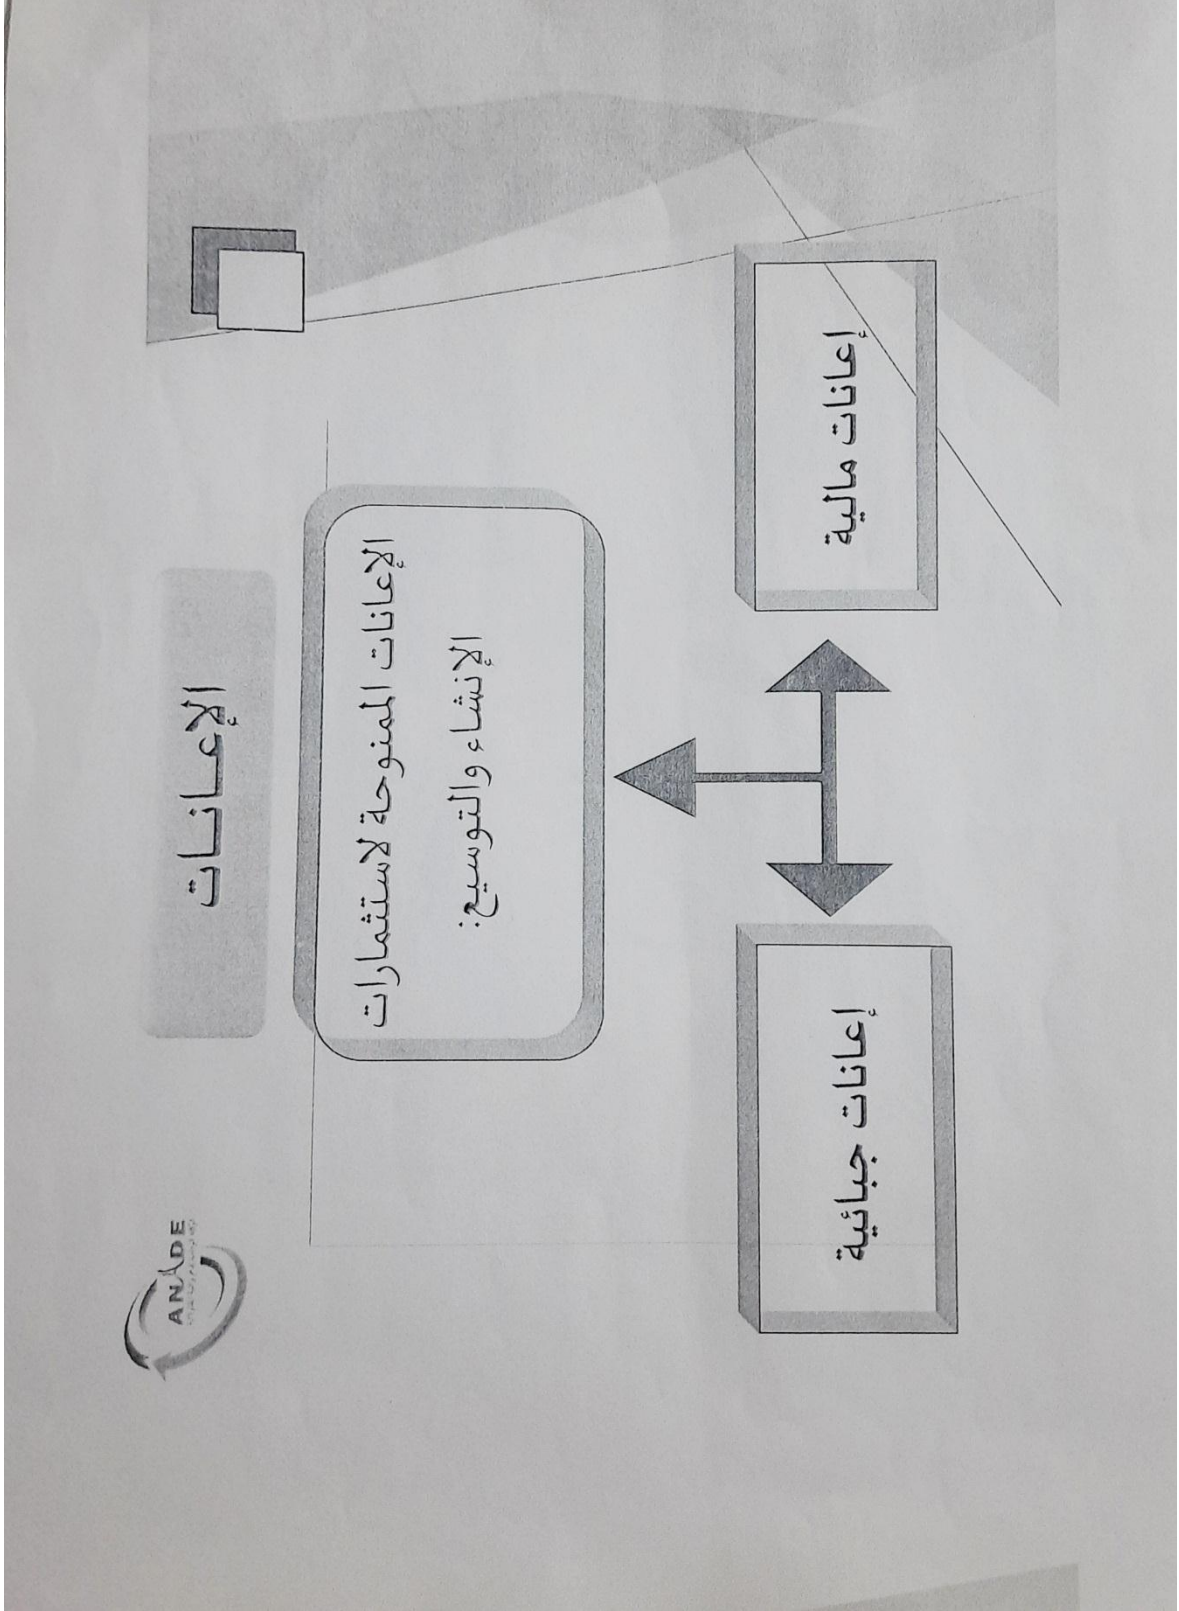 ANADE
الإعانات
الإعانات الممنوحة لاستثمارات
الإنشاء والتوسيع:
إعانات مالية
إعانات جبائية